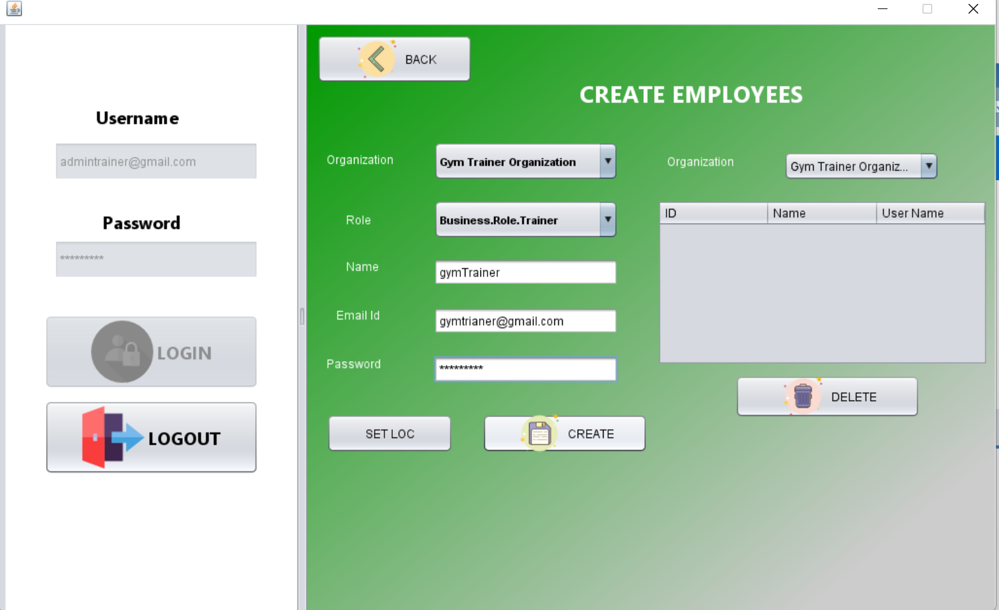 Username
admintrainer@gmail.com
Password
*********
LOGIN
LOGOUT
BACK
CREATE EMPLOYEES
Organization
Gym Trainer Organization
Role
Business.Role.Trainer
Name
gymTrainer
Email Id
gymtrianer@gmail.com
Password
*********
SET LOC
CREATE
Organization
Gym Trainer Organiz...
ID Name User Name
DELETE